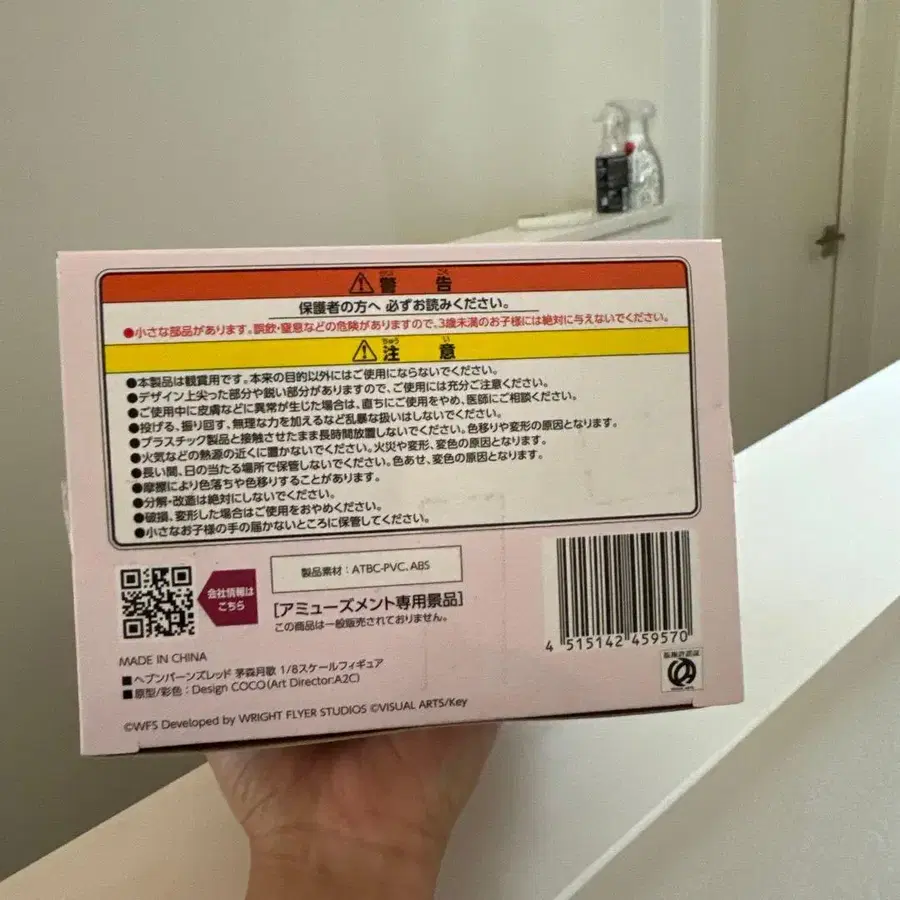 警告
保護者の方へ 必ずお読みください。
●小さな部品があります。誤飲・窒息などの危険がありますので、3歳未満のお子様には絶対に与えないでください。
注意
●本製品は観賞用です。本来の目的以外にはご使用にならないでください。
●デザイン上尖った部分や鋭い部分がありますので、ご使用には充分ご注意ください。
●ご使用中に皮膚などに異常が生じた場合は、直ちにご使用をやめ、医師にご相談ください。
●投げる、振り回す、無理な力を加えるなど乱暴な扱いはしないでください。
●プラスチック製品と接触させたまま長時間放置しないでください。色移りや変形の原因となります。
●火気などの熱源の近くに置かないでください。火災や変形、変色の原因となります。
●長い間、日の当たる場所で保管しないでください。色あせ、変色の原因となります。
●摩擦により色落ちや色移りすることがあります。
●分解・改造は絶対にしないでください。
●破損、変形した場合はご使用をおやめください。
●小さなお子様の手の届かないところに保管してください。
会社情報は
こちら
製品素材：ATBC-PVC、ABS
[アミューズメント専用景品]
この商品は一般販売されておりません。
4 515142 459570
MADE IN CHINA
■ヘブンバーンズレッド 茅森月歌 1/8スケールフィギュア
■原型/彩色：Design COCO(Art Director:A2C)
©WFS Developed by WRIGHT FLYER STUDIOS ©VISUAL ARTS/Key
版権許諾証